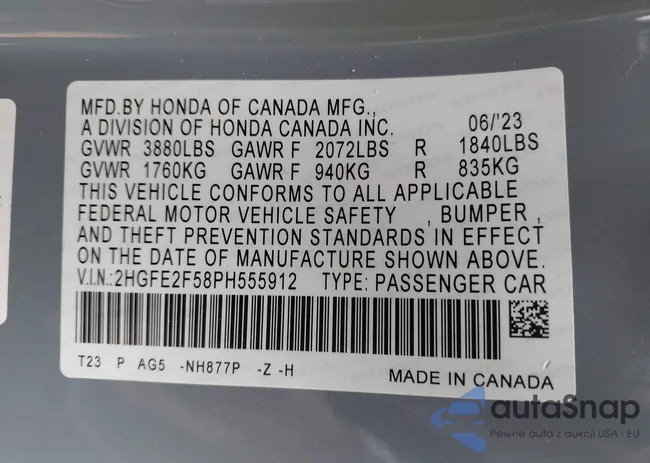 MFD.BY HONDA OF CANADA MFG.,
A DIVISION OF HONDA CANADA INC. 06/'23
GVWR 3880LBS GAWR F 2072LBS R 1840LBS
GVWR 1760KG GAWR F 940KG R 835KG
THIS VEHICLE CONFORMS TO ALL APPLICABLE
FEDERAL MOTOR VEHICLE SAFETY , BUMPER ,
AND THEFT PREVENTION STANDARDS IN EFFECT
ON THE DATE OF MANUFACTURE SHOWN ABOVE.
V.I.N.:2HGFE2F58PH555912 TYPE: PASSENGER CAR
T23 P AG5 -NH877P -Z -H
MADE IN CANADA
autaSnap
Pewne auta z aukcji USA i EU